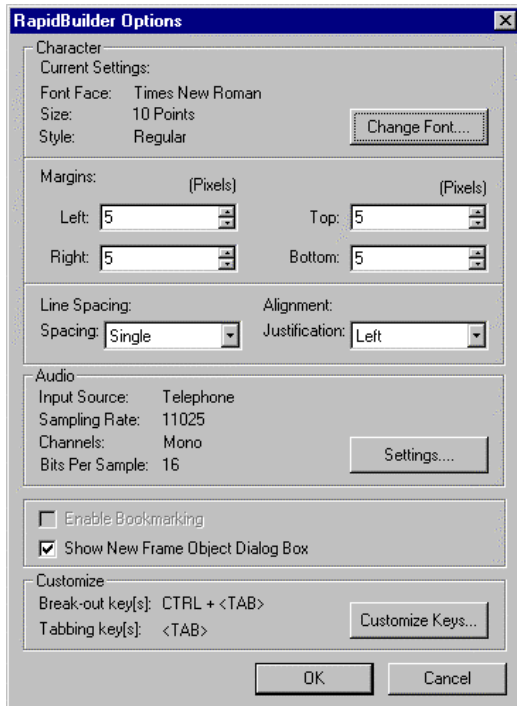 RapidBuilder Options
Character
Current Settings:
Font Face: Times New Roman
Size: 10 Points
Style: Regular
Change Font....
Margins:
(Pixels) (Pixels)
Left: 5 Top: 5
Right: 5 Bottom: 5
Line Spacing: Alignment:
Spacing: Single Justification: Left
Audio
Input Source: Telephone
Sampling Rate: 11025
Channels: Mono
Bits Per Sample: 16
Settings....
Enable Bookmarking
Show New Frame Object Dialog Box
Customize
Break-out key[s]: CTRL + <TAB>
Tabbing key[s]: <TAB>
Customize Keys...
OK Cancel